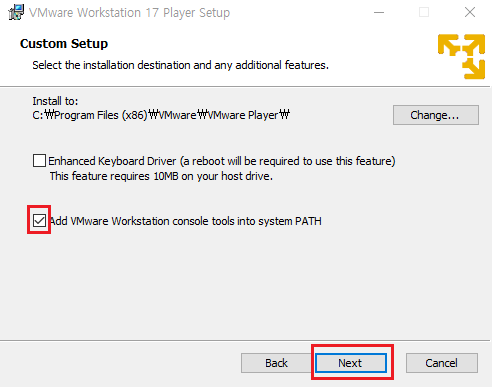 VMware Workstation 17 Player Setup
Custom Setup
Select the installation destination and any additional features.
Install to:
C:₩Program Files (x86)₩VMware₩VMware Player₩
Change...
Enhanced Keyboard Driver (a reboot will be required to use this feature)
This feature requires 10MB on your host drive.
Add VMware Workstation console tools into system PATH
Back
Next
Cancel